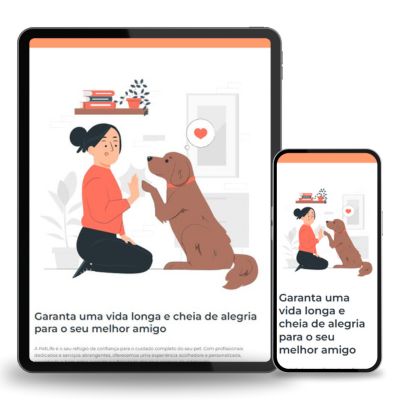 Garanta uma vida longa e cheia de alegria
para o seu melhor amigo
A PetLife é o seu refúgio de confiança para o cuidado completo do seu pet. Com profissionais
dedicados e serviços abrangentes, oferecemos uma experiência acolhedora e personalizada,
Garanta uma
vida longa e
cheia de alegria
para o seu
melhor amigo